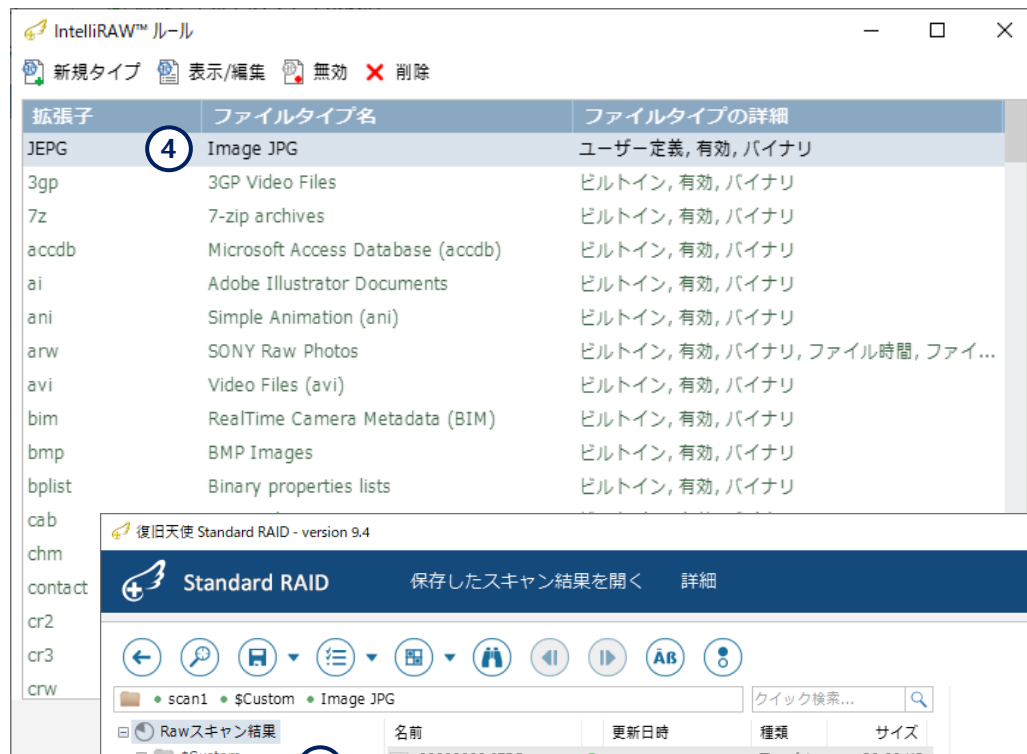 IntelliRAW™ ルール
新規タイプ 表示/編集 無効 削除
拡張子 ファイルタイプ名 ファイルタイプの詳細
JEPG ④ Image JPG ユーザー定義, 有効, バイナリ
3gp 3GP Video Files ビルトイン, 有効, バイナリ
7z 7-zip archives ビルトイン, 有効, バイナリ
accdb Microsoft Access Database (accdb) ビルトイン, 有効, バイナリ
ai Adobe Illustrator Documents ビルトイン, 有効, バイナリ
ani Simple Animation (ani) ビルトイン, 有効, バイナリ
arw SONY Raw Photos ビルトイン, 有効, バイナリ, ファイル時間, ファイ...
avi Video Files (avi) ビルトイン, 有効, バイナリ
bim RealTime Camera Metadata (BIM) ビルトイン, 有効, バイナリ
bmp BMP Images ビルトイン, 有効, バイナリ
bplist Binary properties lists ビルトイン, 有効, バイナリ
cab
chm
contact
cr2
cr3
crw
復旧天使 Standard RAID - version 9.4
Standard RAID 保存したスキャン結果を開く 詳細
Āß
scan1 $Custom Image JPG クイック検索...
Rawスキャン結果 名前 更新日時 種類 サイズ
$Custom